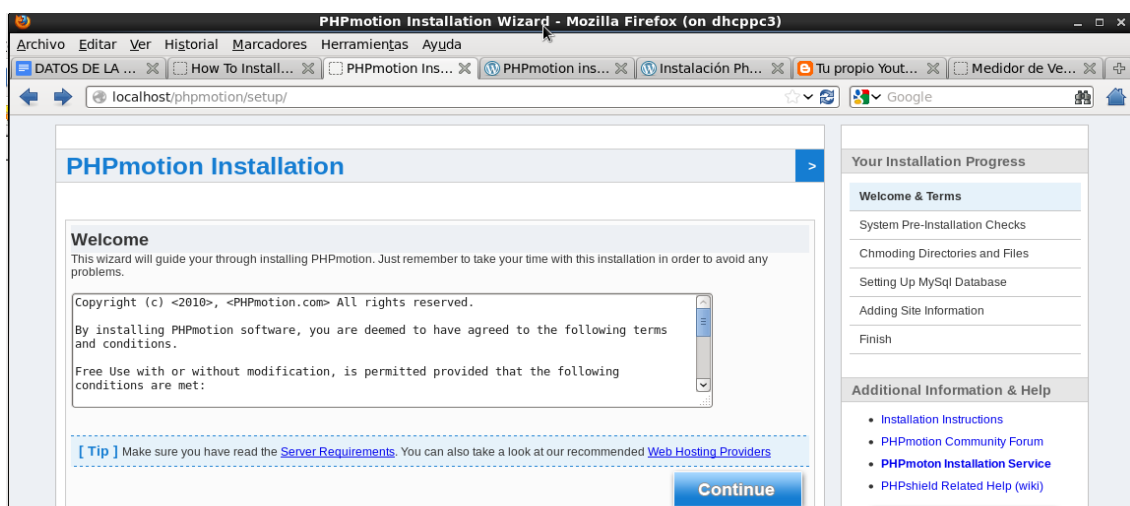 PHPmotion Installation Wizard - Mozilla Firefox (on dhcppc3)
Archivo Editar Ver Historial Marcadores Herramientas Ayuda
DATOS DE LA ... How To Install... PHPmotion Ins... PHPmotion ins... Instalación Ph... Tu propio Yout... Medidor de Ve...
localhost/phpmotion/setup/ Google
PHPmotion Installation >
Welcome
This wizard will guide your through installing PHPmotion. Just remember to take your time with this installation in order to avoid any
problems.
Copyright (c) <2010>, <PHPmotion.com> All rights reserved.
By installing PHPmotion software, you are deemed to have agreed to the following terms
and conditions.
Free Use with or without modification, is permitted provided that the following
conditions are met:
[ Tip ] Make sure you have read the Server Requirements. You can also take a look at our recommended Web Hosting Providers
Continue
Your Installation Progress
Welcome & Terms
System Pre-Installation Checks
Chmoding Directories and Files
Setting Up MySql Database
Adding Site Information
Finish
Additional Information & Help
Installation Instructions
PHPmotion Community Forum
PHPmoton Installation Service
PHPshield Related Help (wiki)